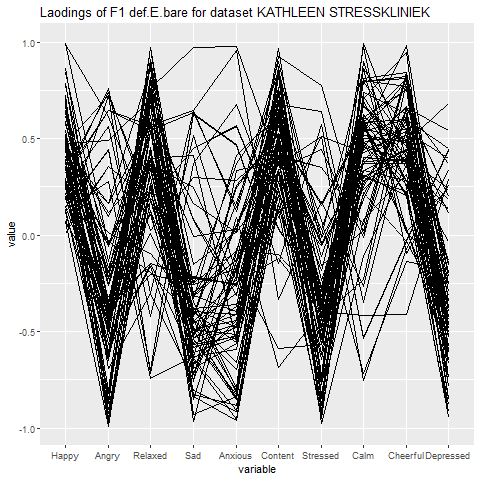 Laodings of F1 def.E.bare for dataset KATHLEEN STRESSKLINIEK
1.0
0.5
0.0
-0.5
-1.0
value
Happy Angry Relaxed Sad Anxious Content Stressed Calm Cheerful Depressed
variable